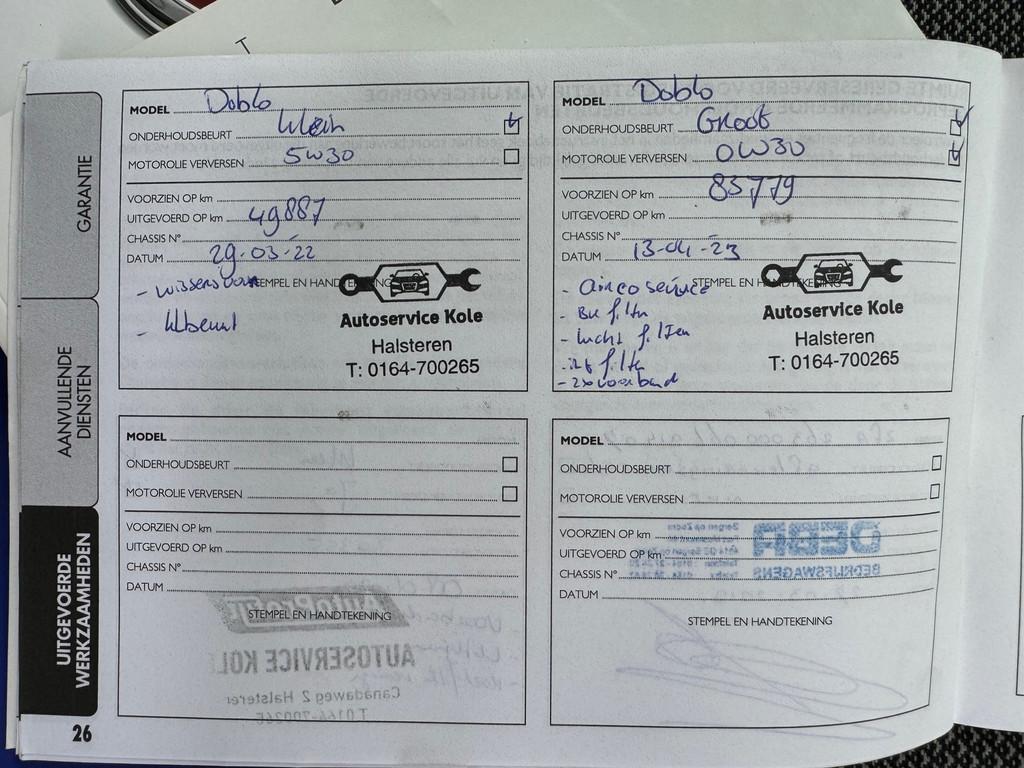 GARANTIE
AANVULLENDE
DIENSTEN
UITGEVOERDE
WERKZAAMHEDEN
26
MODEL Doblo
ONDERHOUDSBEURT Klein
MOTOROLIE VERVERSEN 5W30
VOORZIEN OP km
UITGEVOERD OP km 49887
CHASSIS N°
DATUM 29-03-22
STEMPEL EN HANDTEKENING
Autoservice Kole
Halsteren
T: 0164-700265
MODEL Doblo
ONDERHOUDSBEURT Groot
MOTOROLIE VERVERSEN 0W30
VOORZIEN OP km 85779
UITGEVOERD OP km
CHASSIS N°
DATUM 13-04-23
STEMPEL EN HANDTEKENING
- airco service
- lucht filter
Autoservice Kole
Halsteren
T: 0164-700265
MODEL
ONDERHOUDSBEURT
MOTOROLIE VERVERSEN
VOORZIEN OP km
UITGEVOERD OP km
CHASSIS N°
DATUM
STEMPEL EN HANDTEKENING
AUTOSERVICE KOL
Canadaweg 2 Halsteren
MODEL
ONDERHOUDSBEURT
MOTOROLIE VERVERSEN
VOORZIEN OP km
UITGEVOERD OP km
CHASSIS N°
DATUM
STEMPEL EN HANDTEKENING
BEDRIJFSWAGENS